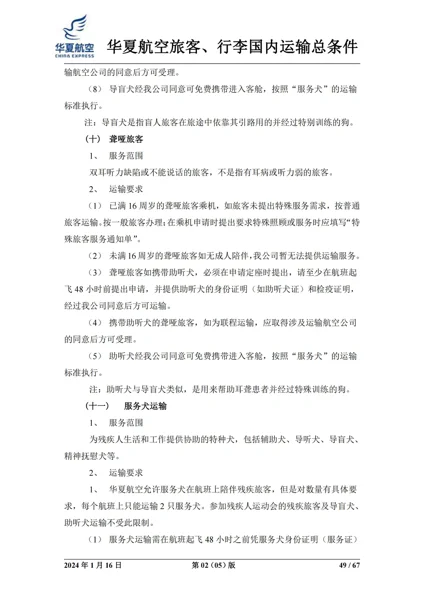 华夏航空
CHINA EXPRESS
华夏航空旅客、行李国内运输总条件
输航空公司的同意后方可受理。
（8） 导盲犬经我公司同意可免费携带进入客舱，按照“服务犬”的运输
标准执行。
注：导盲犬是指盲人旅客在旅途中依靠其引路用的并经过特别训练的狗。
（十） 聋哑旅客
1、 服务范围
双耳听力缺陷或不能说话的旅客，不是指有耳病或听力弱的旅客。
2、 运输要求
（1） 已满 16 周岁的聋哑旅客乘机，如旅客未提出特殊服务需求，按普通
旅客运输。按一般旅客办理；在乘机申请时提出要求特殊照顾或服务时应填写“特
殊旅客服务通知单”。
（2） 未满 16 周岁的聋哑旅客如无成人陪伴，我公司暂无法提供运输服务。
（3） 聋哑旅客如携带助听犬，必须在申请定座时提出，请至少在航班起
飞 48 小时前提出申请，并提供助听犬的身份证明（如助听犬证）和检疫证明，
经过我公司同意后方可运输。
（4） 携带助听犬的聋哑旅客，如为联程运输，应取得涉及运输航空公司
的同意后方可受理。
（5） 助听犬经我公司同意可免费携带进入客舱，按照“服务犬”的运输
标准执行。
注：助听犬与导盲犬类似，是用来帮助耳聋患者并经过特殊训练的狗。
（十一） 服务犬运输
1、 服务范围
为残疾人生活和工作提供协助的特种犬，包括辅助犬、导听犬、导盲犬、
精神抚慰犬等。
2、 运输要求
1、 华夏航空允许服务犬在航班上陪伴残疾旅客，但是对数量有具体要
求，每个航班上只能运输 2 只服务犬。参加残疾人运动会的残疾旅客及导盲犬、
助听犬运输不受此限制。
（1） 服务犬运输需在航班起飞 48 小时之前凭服务犬身份证明（服务证）
2024 年 1 月 16 日 第 02（05）版 49 / 67